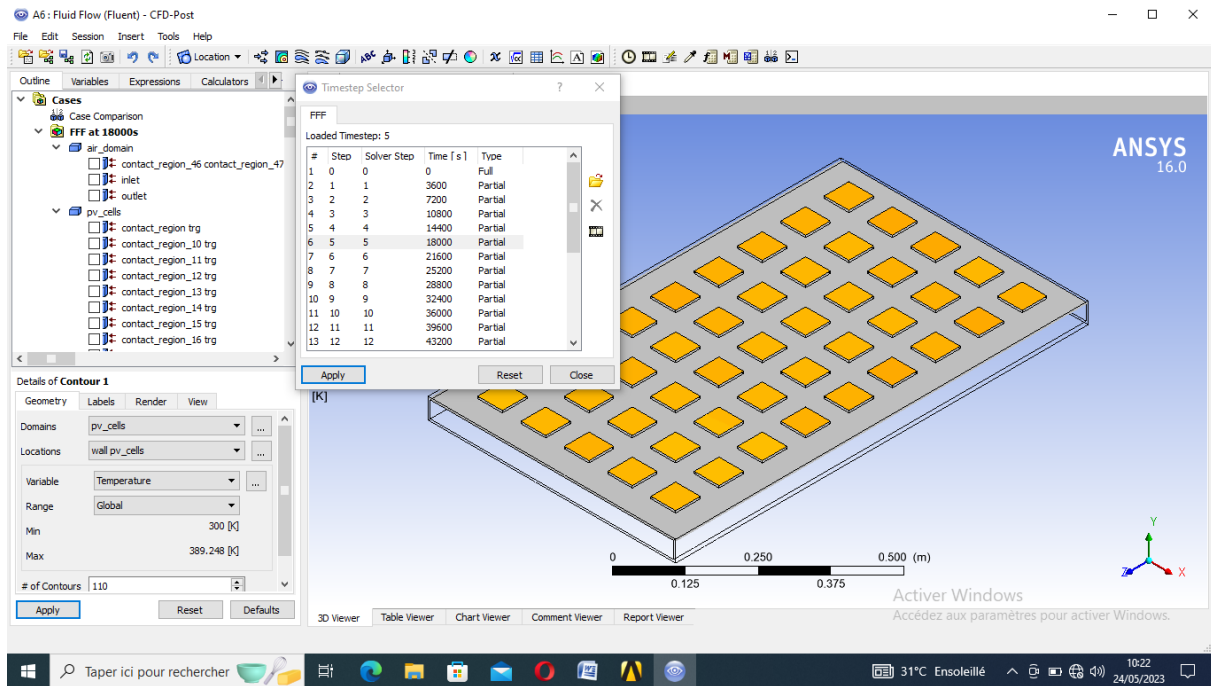 A6 : Fluid Flow (Fluent) - CFD-Post
File Edit Session Insert Tools Help
Location
Outline Variables Expressions Calculators
Cases
Case Comparison
FFF at 18000s
air_domain
contact_region_46 contact_region_47
inlet
outlet
pv_cells
contact_region trg
contact_region_10 trg
contact_region_11 trg
contact_region_12 trg
contact_region_13 trg
contact_region_14 trg
contact_region_15 trg
contact_region_16 trg
Details of Contour 1
Geometry Labels Render View
Domains pv_cells ...
Locations wall pv_cells ...
Variable Temperature ...
Range Global
Min 300 [K]
Max 389.248 [K]
# of Contours 110
Apply Reset Defaults
Timestep Selector ? ×
FFF
Loaded Timestep: 5
# Step Solver Step Time [ s ] Type
1 0 0 0 Full
2 1 1 3600 Partial
3 2 2 7200 Partial
4 3 3 10800 Partial
5 4 4 14400 Partial
6 5 5 18000 Partial
7 6 6 21600 Partial
8 7 7 25200 Partial
9 8 8 28800 Partial
10 9 9 32400 Partial
11 10 10 36000 Partial
12 11 11 39600 Partial
13 12 12 43200 Partial
Apply Reset Close
[K]
ANSYS
16.0
0 0.250 0.500 (m)
0.125 0.375
Y
Z X
Activer Windows
Accédez aux paramètres pour activer Windows.
3D Viewer Table Viewer Chart Viewer Comment Viewer Report Viewer
Taper ici pour rechercher
31°C Ensoleillé
10:22
24/05/2023